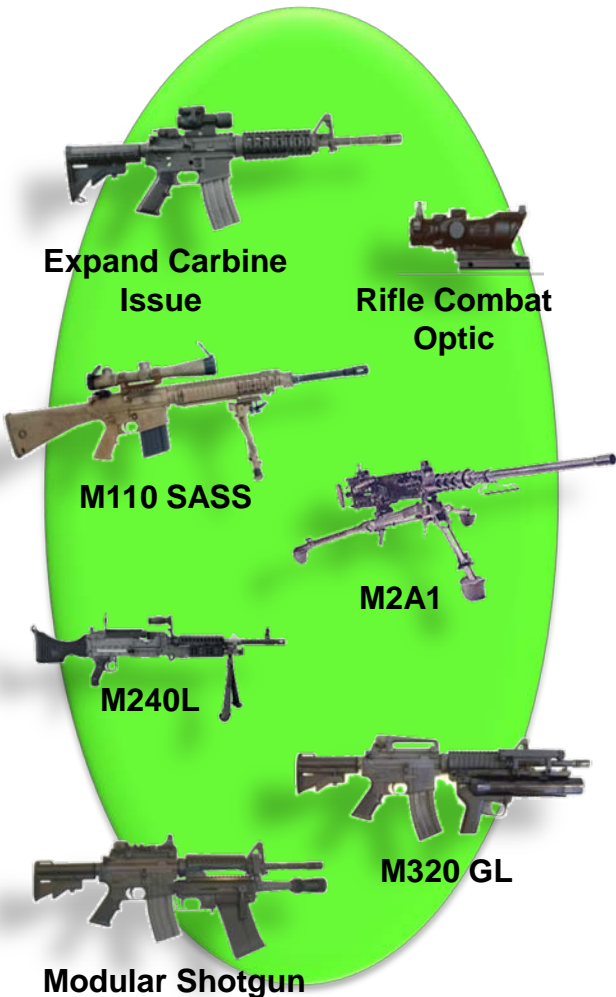 Expand Carbine
Issue
Rifle Combat
Optic
M110 SASS
M2A1
M240L
M320 GL
Modular Shotgun